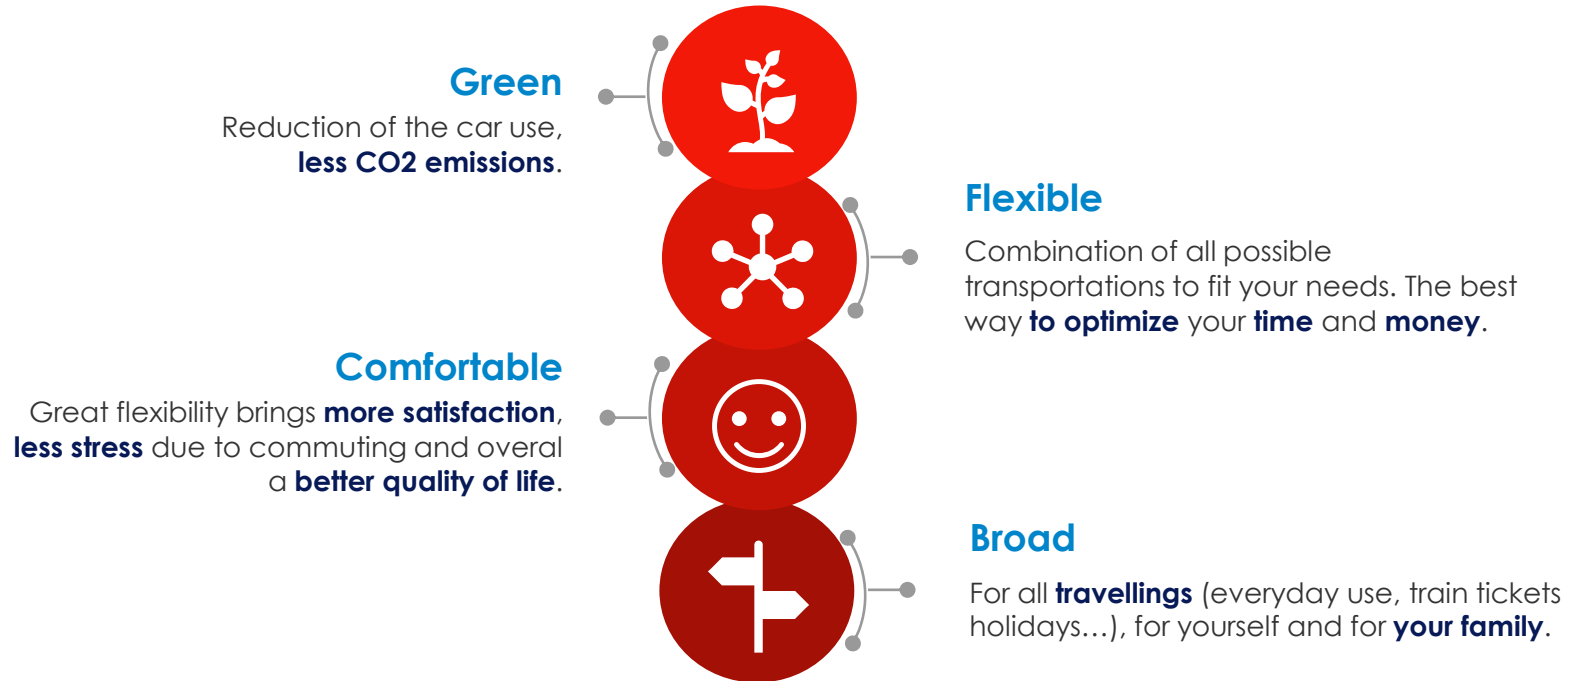 Green
Reduction of the car use,
less CO2 emissions.
Flexible
Combination of all possible
transportations to fit your needs. The best
way to optimize your time and money.
Comfortable
Great flexibility brings more satisfaction,
less stress due to commuting and overal
a better quality of life.
Broad
For all travellings (everyday use, train tickets
holidays…), for yourself and for your family.